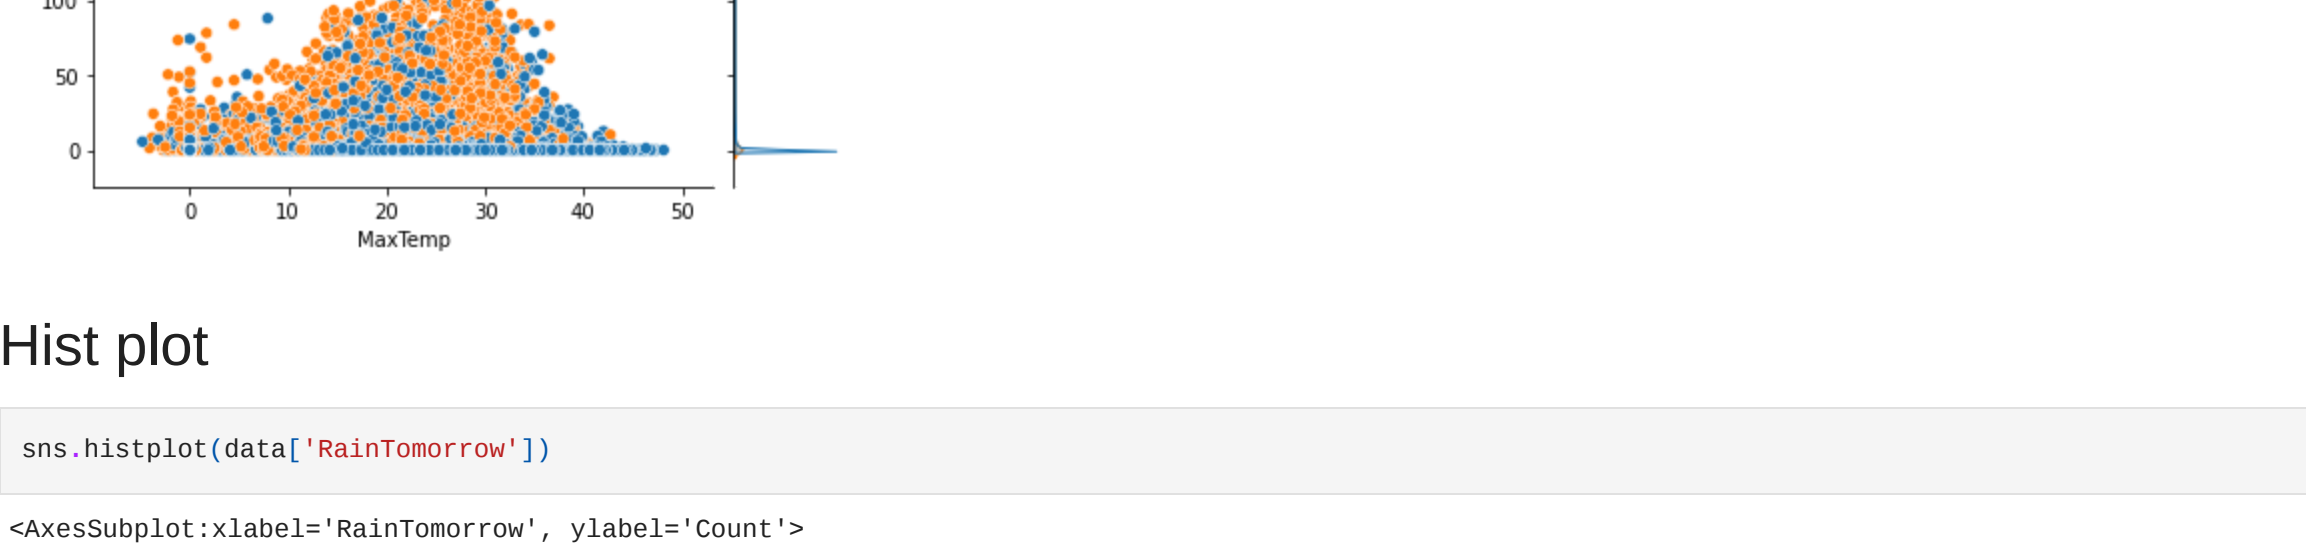 100
50
0
0 10 20 30 40 50
MaxTemp
Hist plot
sns.histplot(data['RainTomorrow'])
<AxesSubplot:xlabel='RainTomorrow', ylabel='Count'>